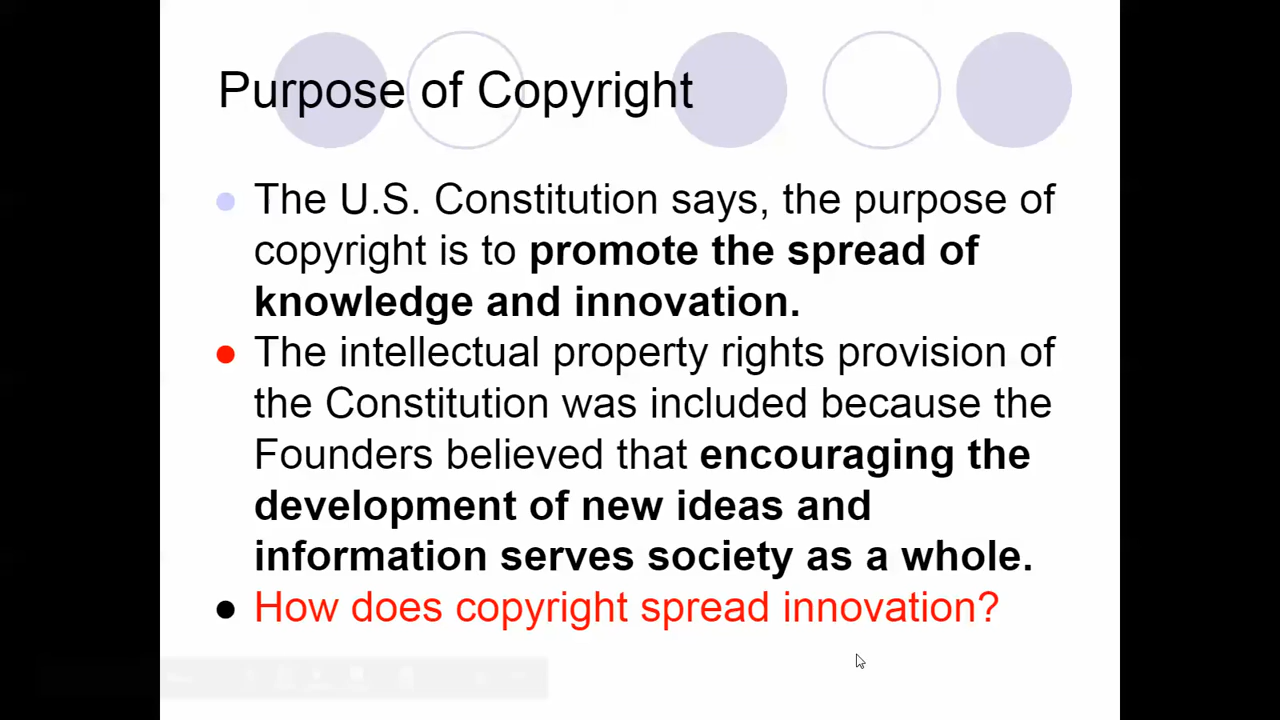 Purpose of Copyright
The U.S. Constitution says, the purpose of
copyright is to promote the spread of
knowledge and innovation.
The intellectual property rights provision of
the Constitution was included because the
Founders believed that encouraging the
development of new ideas and
information serves society as a whole.
How does copyright spread innovation?